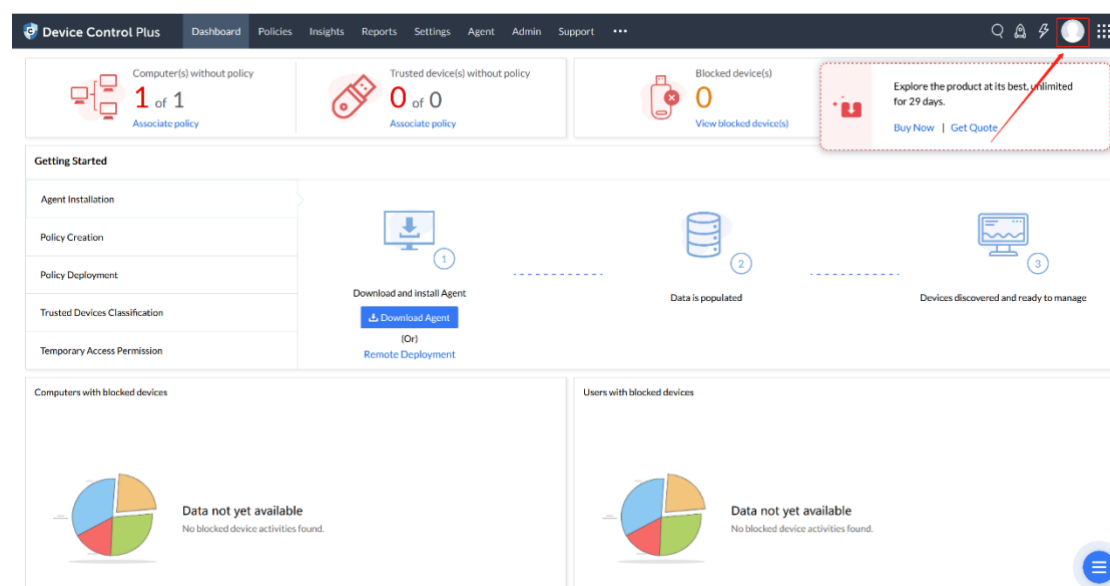 Device Control Plus Dashboard Policies Insights Reports Settings Agent Admin Support •••
Computer(s) without policy
1 of 1
Associate policy
Trusted device(s) without policy
0 of 0
Associate policy
Blocked device(s)
0
View blocked device(s)
Explore the product at its best, unlimited
for 29 days.
Buy Now | Get Quote
Getting Started
Agent Installation
Policy Creation
Policy Deployment
Trusted Devices Classification
Temporary Access Permission
1
Download and install Agent
Download Agent
(Or)
Remote Deployment
2
Data is populated
3
Devices discovered and ready to manage
Computers with blocked devices
Data not yet available
No blocked device activities found.
Users with blocked devices
Data not yet available
No blocked device activities found.